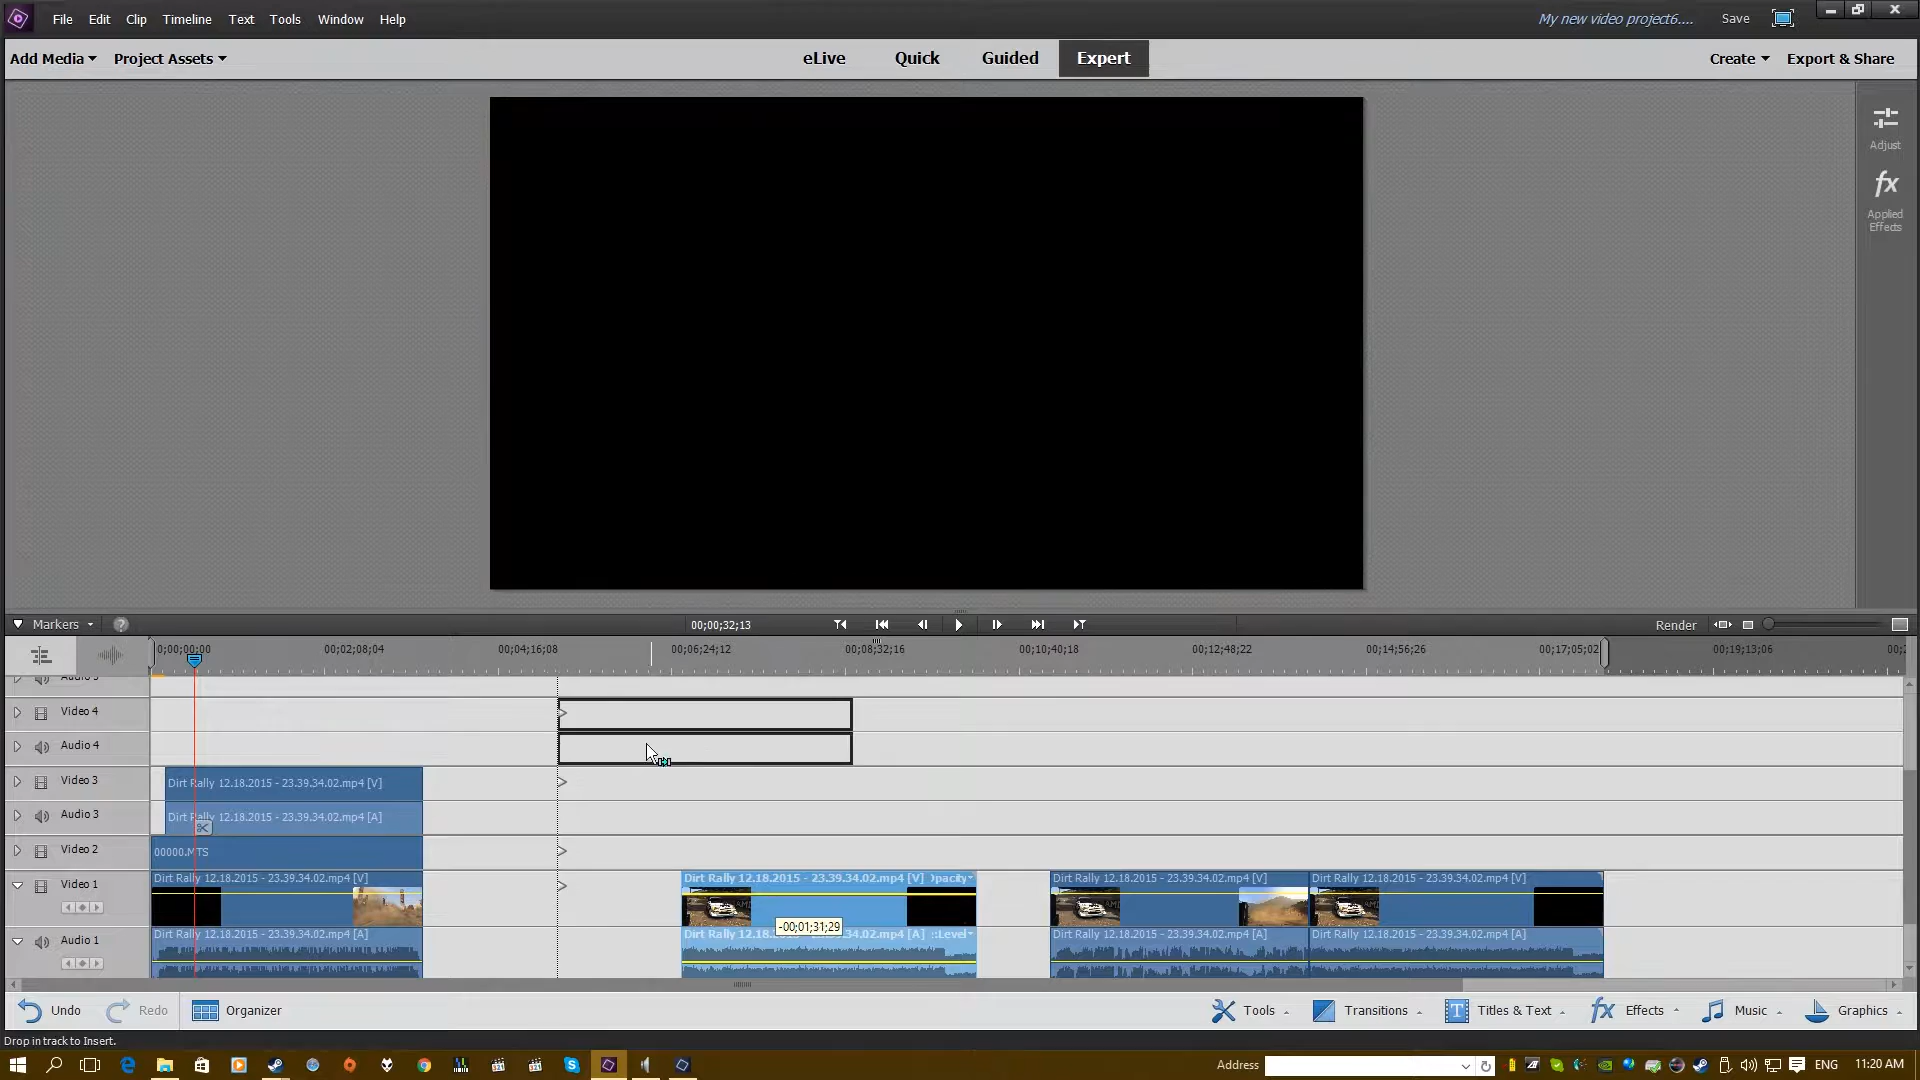 File Edit Clip Timeline Text Tools Window Help
My new video project6.... Save
Add Media Project Assets eLive Quick Guided Expert Create Export & Share
Adjust
fx
Applied
Effects
Markers ? 00;00;32;13 Render
0;00;00;00 00;02;08;04 00;04;16;08 00;06;24;12 00;08;32;16 00;10;40;18 00;12;48;22 00;14;56;26 00;17;05;02 00;19;13;06
Video 4
Audio 4
Video 3 Dirt Rally 12.18.2015 - 23.39.34.02.mp4 [V]
Audio 3 Dirt Rally 12.18.2015 - 23.39.34.02.mp4 [A]
Video 2 00000.MTS
Video 1 Dirt Rally 12.18.2015 - 23.39.34.02.mp4 [V] Dirt Rally 12.18.2015 - 23.39.34.02.mp4 [V] Opacity Dirt Rally 12.18.2015 - 23.39.34.02.mp4 [V] Dirt Rally 12.18.2015 - 23.39.34.02.mp4 [V]
-00;01;31;29
Audio 1 Dirt Rally 12.18.2015 - 23.39.34.02.mp4 [A] Dirt Rally 12.18.2015 - 23.39.34.02.mp4 [A] ::Level Dirt Rally 12.18.2015 - 23.39.34.02.mp4 [A] Dirt Rally 12.18.2015 - 23.39.34.02.mp4 [A]
Undo Redo Organizer Tools Transitions T Titles & Text fx Effects Music Graphics
Drop in track to Insert.
Address ENG 11:20 AM